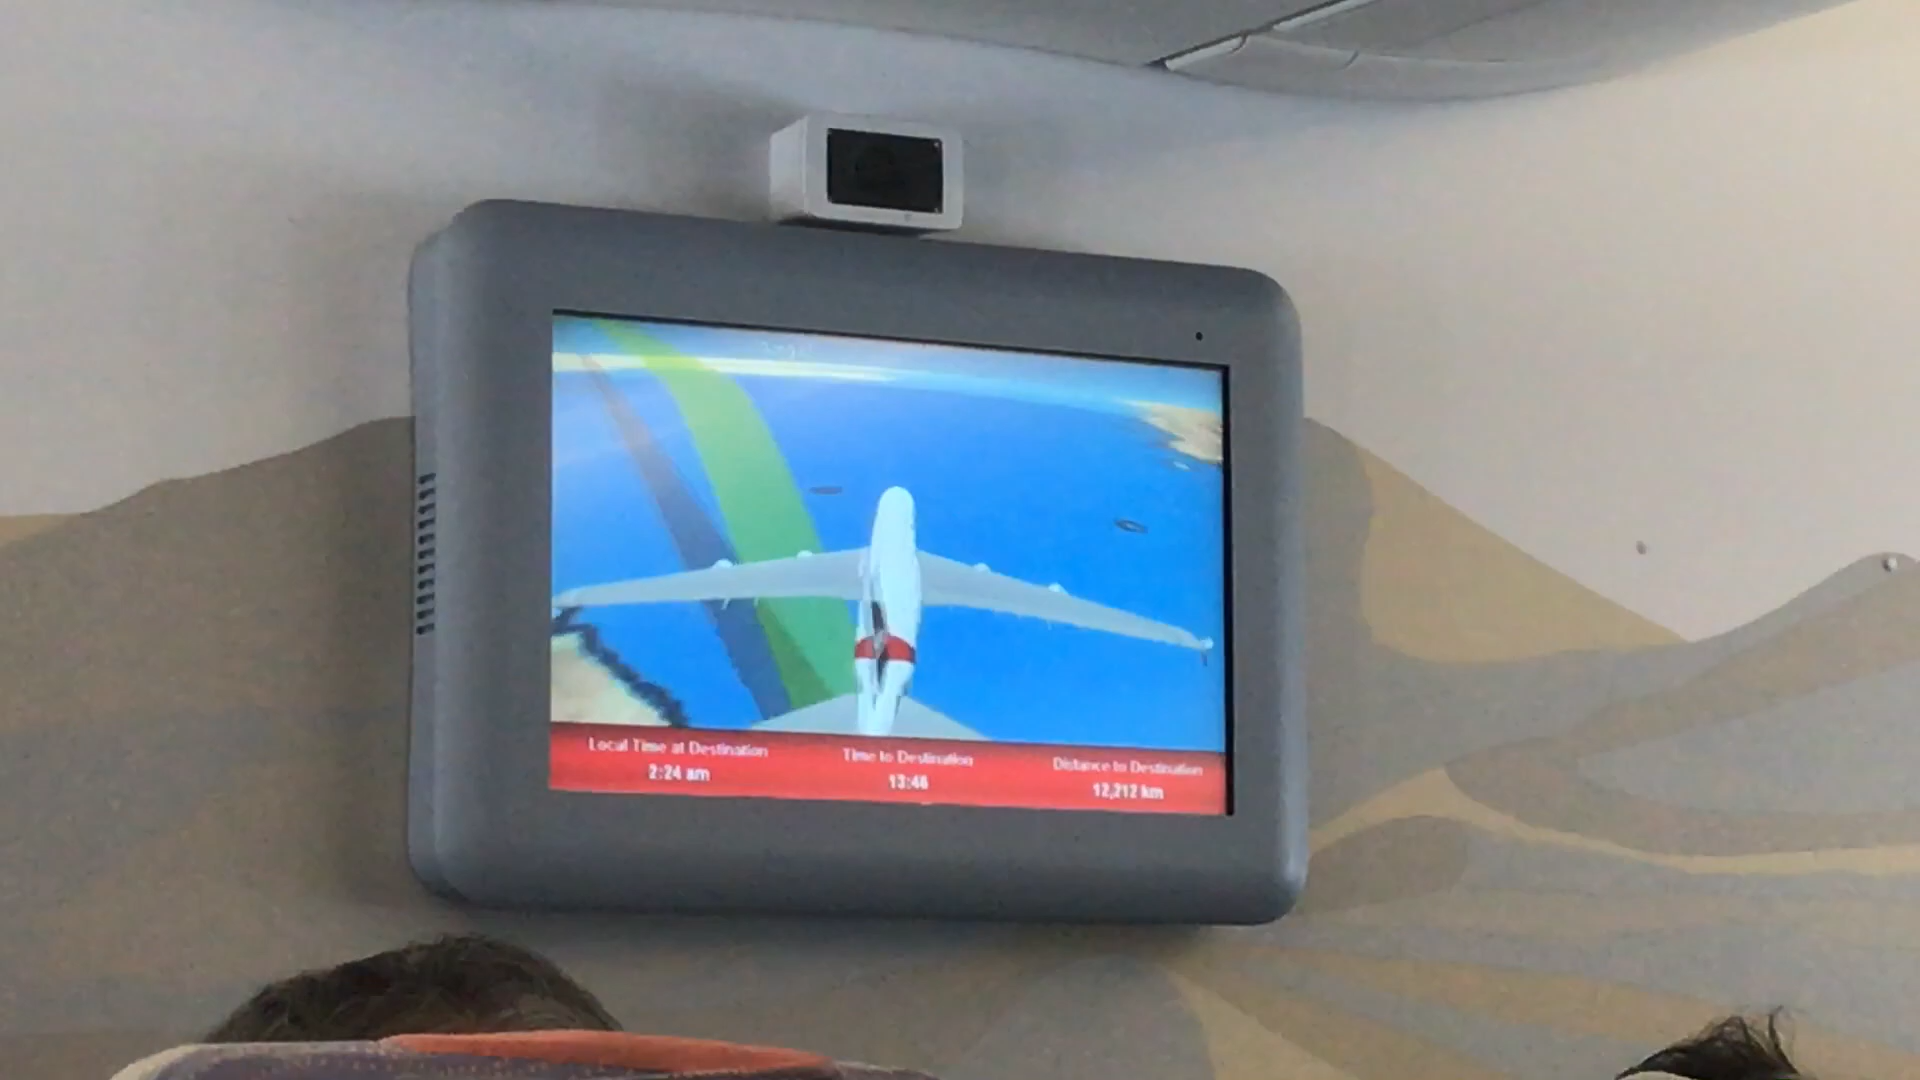 Local Time at Destination
2:24 am
Time to Destination
13:46
Distance to Destination
12,212 km